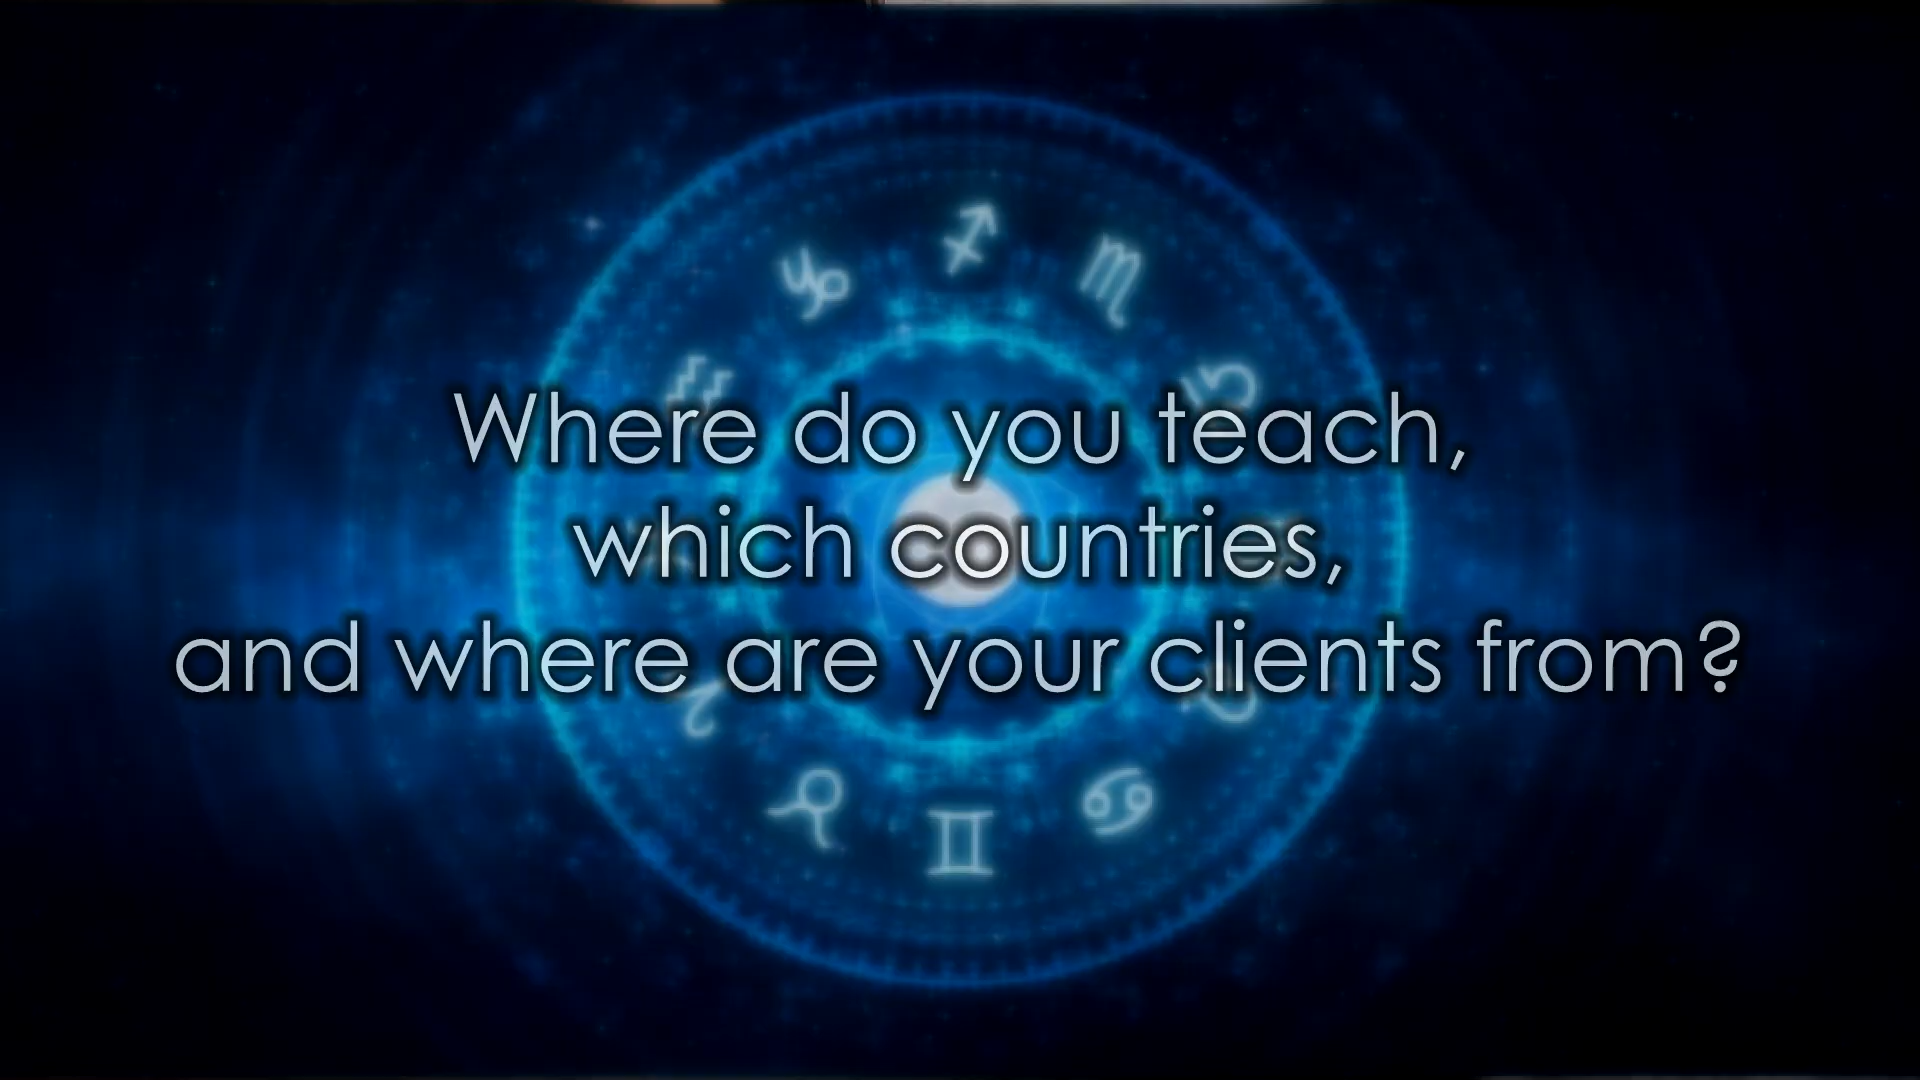 Where do you teach,
which countries,
and where are your clients from?